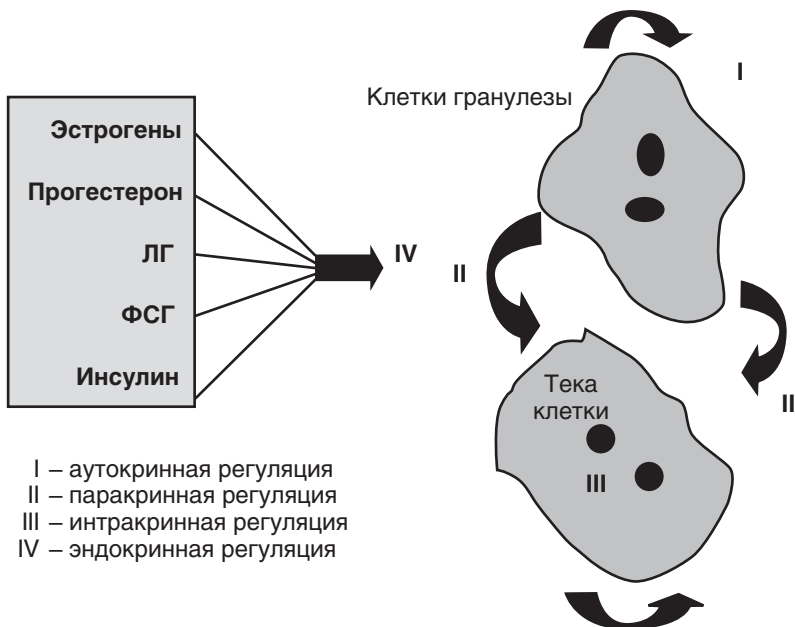 Эстрогены
Прогестерон
ЛГ
ФСГ
Инсулин
IV
Клетки гранулезы
I
II
II
Тека
клетки
III
I – аутокринная регуляция
II – паракринная регуляция
III – интракринная регуляция
IV – эндокринная регуляция